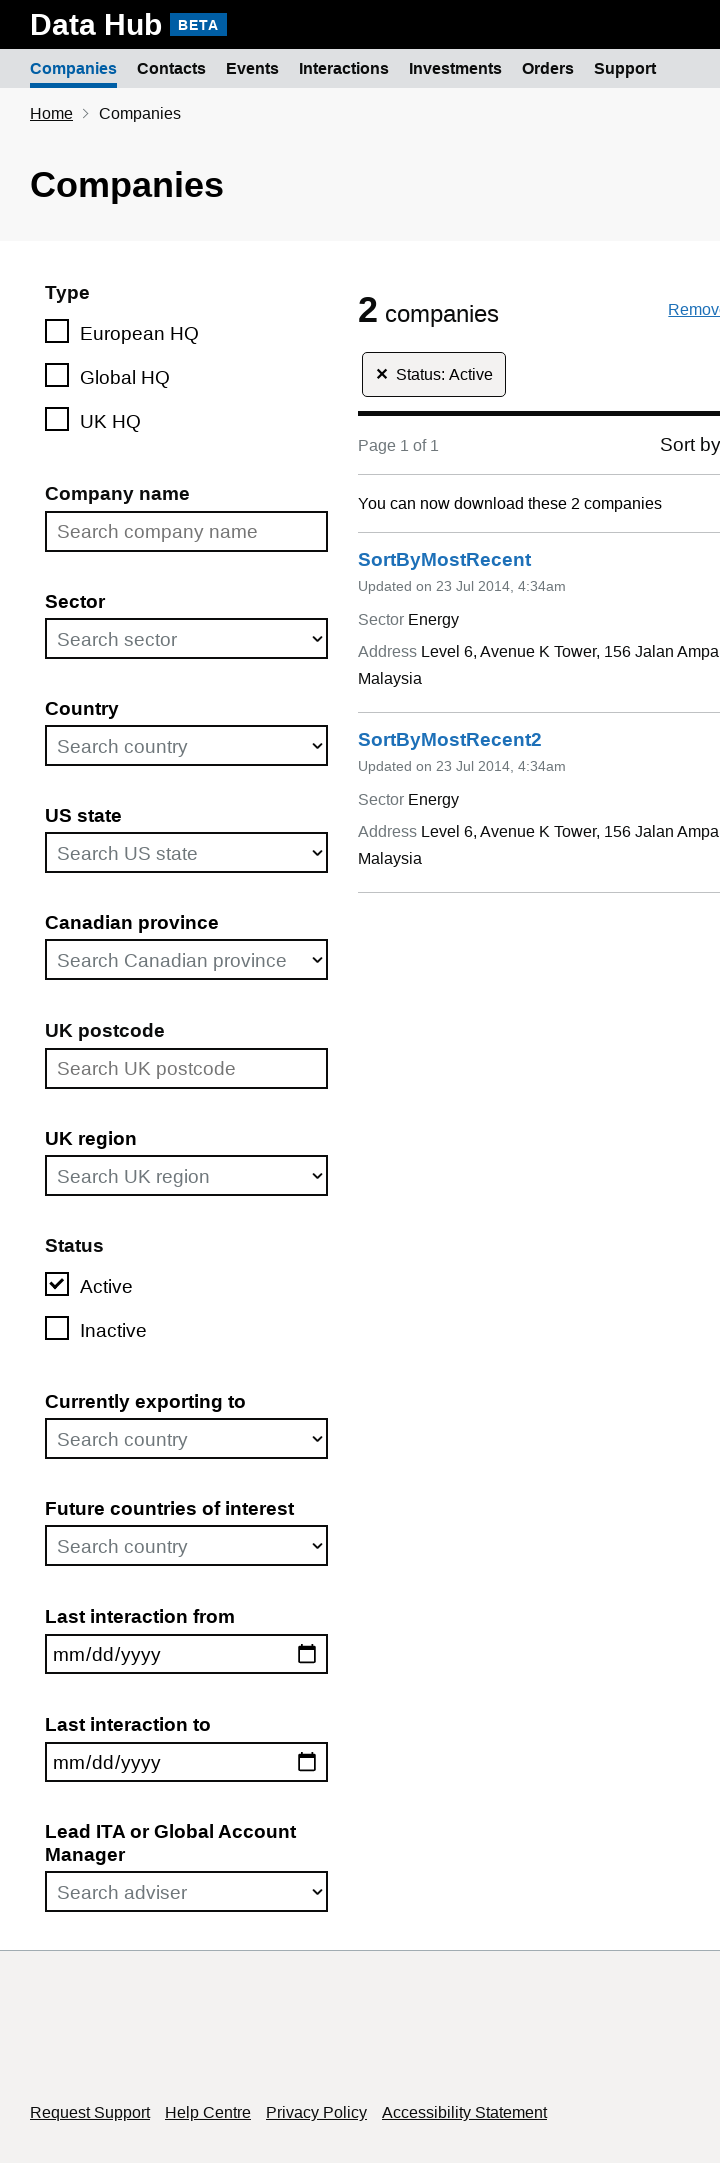 Data Hub BETA
Companies Contacts Events Interactions Investments Orders Support
Home Companies
Companies
Type
European HQ
Global HQ
UK HQ
Company name
Search company name
Sector
Search sector
Country
Search country
US state
Search US state
Canadian province
Search Canadian province
UK postcode
Search UK postcode
UK region
Search UK region
Status
Active
Inactive
Currently exporting to
Search country
Future countries of interest
Search country
Last interaction from
mm/dd/yyyy
Last interaction to
mm/dd/yyyy
Lead ITA or Global Account
Manager
Search adviser
2 companies
✕ Status: Active
Page 1 of 1 Sort by
You can now download these 2 companies
SortByMostRecent
Updated on 23 Jul 2014, 4:34am
Sector Energy
Address Level 6, Avenue K Tower, 156 Jalan Ampa
Malaysia
SortByMostRecent2
Updated on 23 Jul 2014, 4:34am
Sector Energy
Address Level 6, Avenue K Tower, 156 Jalan Ampa
Malaysia
Request Support Help Centre Privacy Policy Accessibility Statement